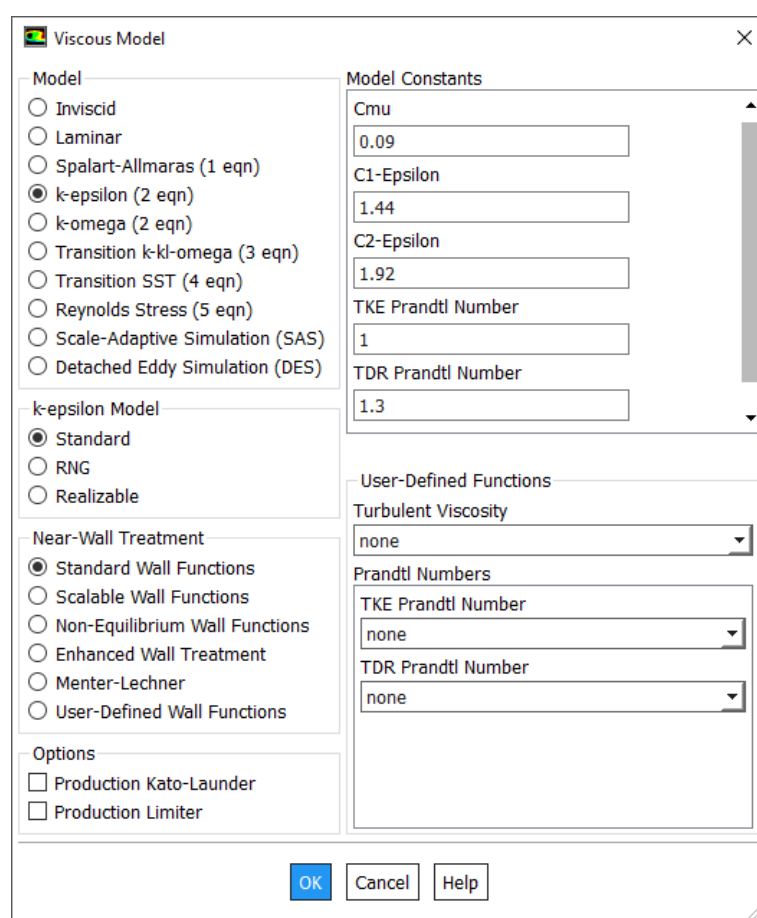 Viscous Model
Model
Inviscid
Laminar
Spalart-Allmaras (1 eqn)
k-epsilon (2 eqn)
k-omega (2 eqn)
Transition k-kl-omega (3 eqn)
Transition SST (4 eqn)
Reynolds Stress (5 eqn)
Scale-Adaptive Simulation (SAS)
Detached Eddy Simulation (DES)
k-epsilon Model
Standard
RNG
Realizable
Near-Wall Treatment
Standard Wall Functions
Scalable Wall Functions
Non-Equilibrium Wall Functions
Enhanced Wall Treatment
Menter-Lechner
User-Defined Wall Functions
Options
Production Kato-Launder
Production Limiter
Model Constants
Cmu
0.09
C1-Epsilon
1.44
C2-Epsilon
1.92
TKE Prandtl Number
1
TDR Prandtl Number
1.3
User-Defined Functions
Turbulent Viscosity
none
Prandtl Numbers
TKE Prandtl Number
none
TDR Prandtl Number
none
OK
Cancel
Help